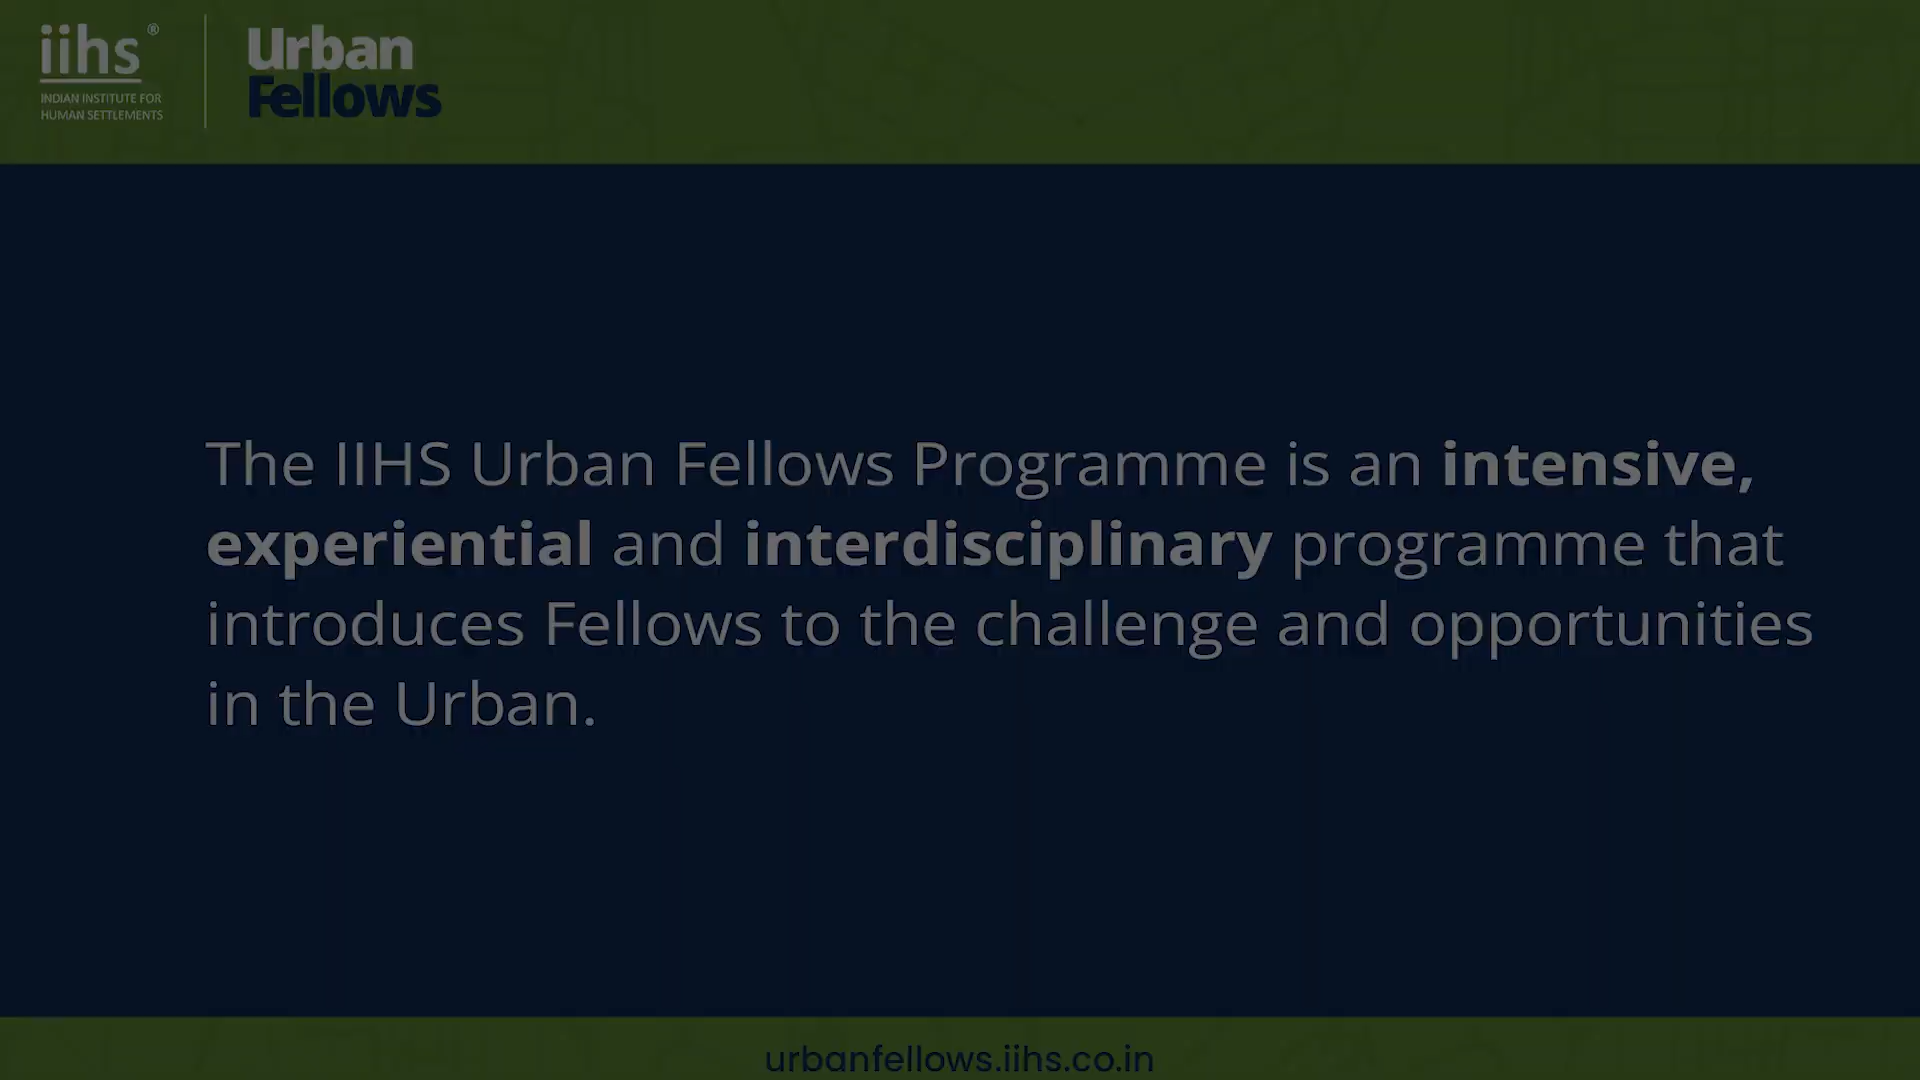 iihs®
INDIAN INSTITUTE FOR
HUMAN SETTLEMENTS
Urban
Fellows
The IIHS Urban Fellows Programme is an intensive,
experiential and interdisciplinary programme that
introduces Fellows to the challenge and opportunities
in the Urban.
urbanfellows.iihs.co.in